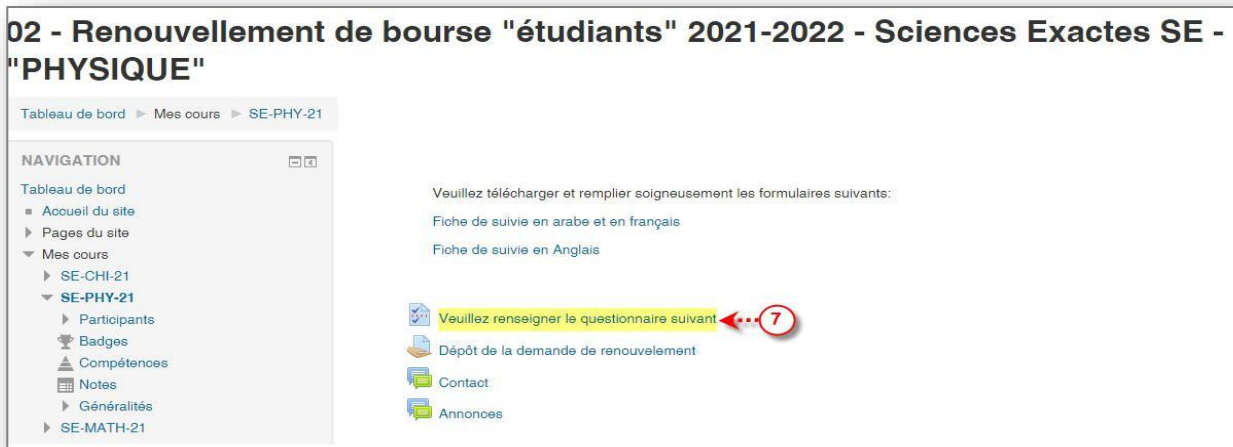 02 - Renouvellement de bourse "étudiants" 2021-2022 - Sciences Exactes SE -
"PHYSIQUE"
Tableau de bord ► Mes cours ► SE-PHY-21
NAVIGATION
Tableau de bord
Accueil du site
Pages du site
Mes cours
SE-CHI-21
SE-PHY-21
Participants
Badges
Compétences
Notes
Généralités
SE-MATH-21
Veuillez télécharger et remplier soigneusement les formulaires suivants:
Fiche de suivie en arabe et en français
Fiche de suivie en Anglais
Veuillez renseigner le questionnaire suivant 7
Dépôt de la demande de renouvelement
Contact
Annonces